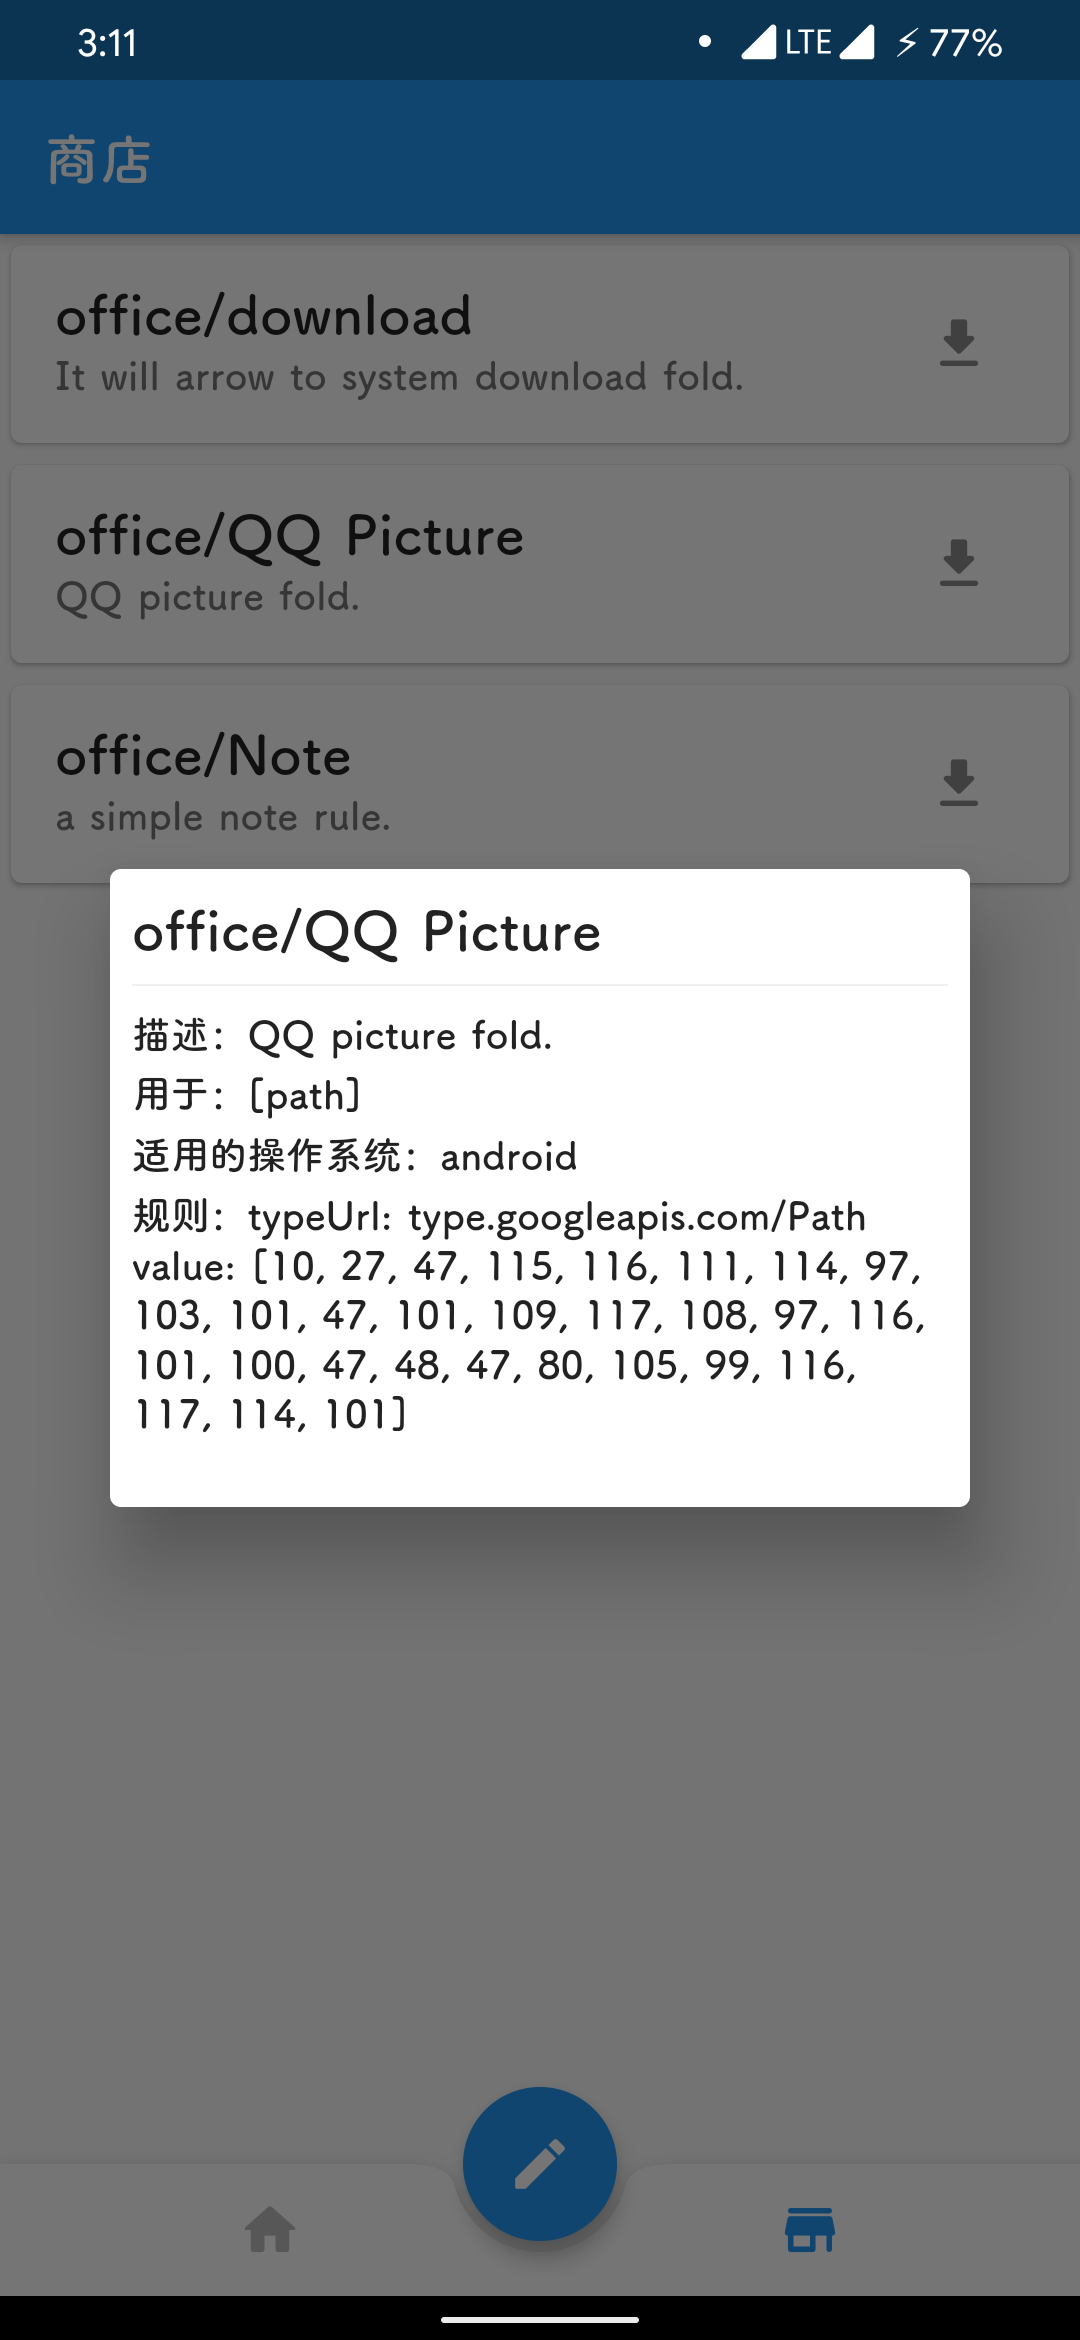 3:11
LTE
77%
商店
office/download
It will arrow to system download fold.
office/QQ Picture
QQ picture fold.
office/Note
a simple note rule.
office/QQ Picture
描述：QQ picture fold.
用于：[path]
适用的操作系统：android
规则：typeUrl: type.googleapis.com/Path
value: [10, 27, 47, 115, 116, 111, 114, 97,
103, 101, 47, 101, 109, 117, 108, 97, 116,
101, 100, 47, 48, 47, 80, 105, 99, 116,
117, 114, 101]